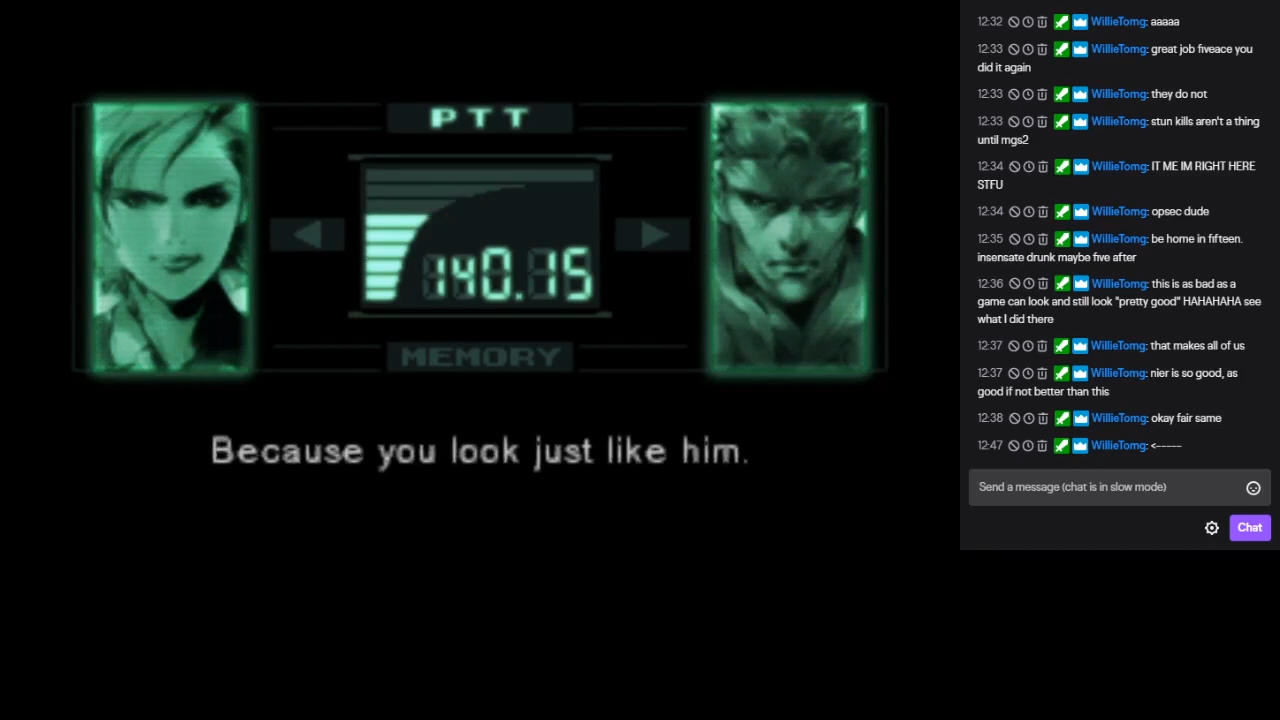 PTT
140.15
MEMORY
Because you look just like him.
12:32 WillieTomg: aaaaa
12:33 WillieTomg: great job fiveace you
did it again
12:33 WillieTomg: they do not
12:33 WillieTomg: stun kills aren't a thing
until mgs2
12:34 WillieTomg: IT ME IM RIGHT HERE
STFU
12:34 WillieTomg: opsec dude
12:35 WillieTomg: be home in fifteen.
insensate drunk maybe five after
12:36 WillieTomg: this is as bad as a
game can look and still look "pretty good" HAHAHAHA see
what I did there
12:37 WillieTomg: that makes all of us
12:37 WillieTomg: nier is so good, as
good if not better than this
12:38 WillieTomg: okay fair same
12:47 WillieTomg: <-----
Send a message (chat is in slow mode)
Chat